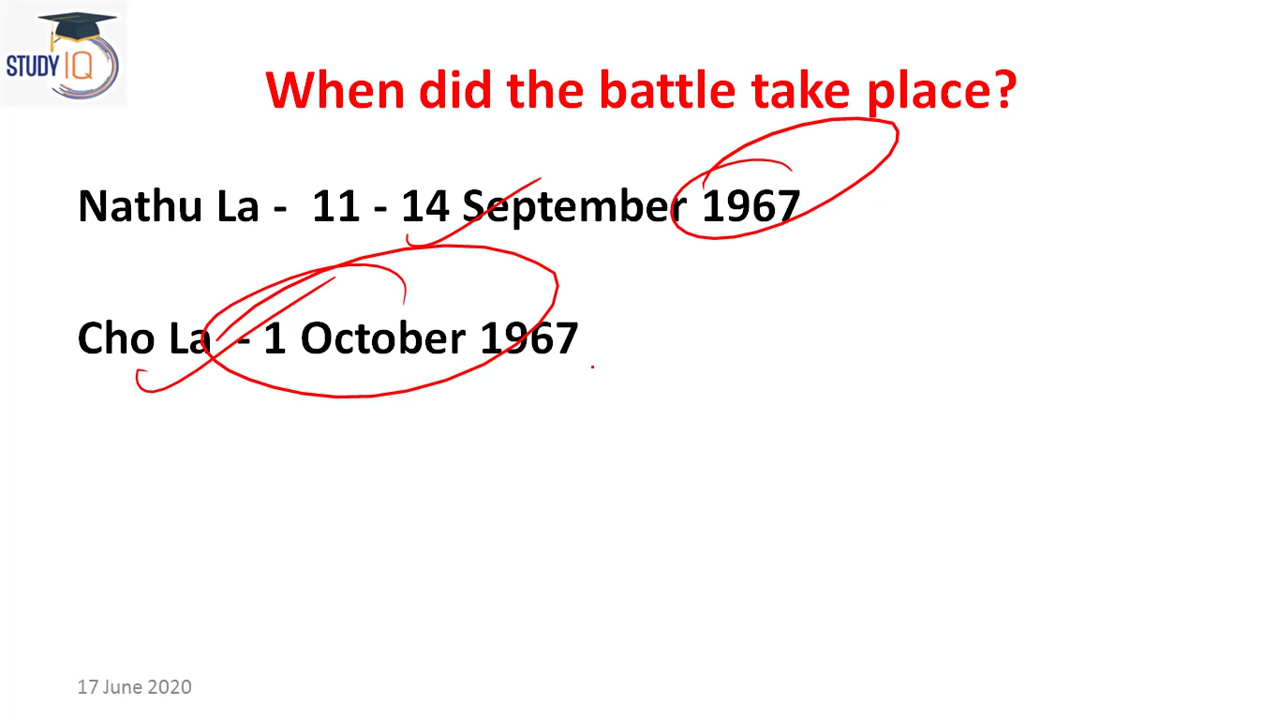 STUDY IQ
When did the battle take place?
Nathu La - 11 - 14 September 1967
Cho La - 1 October 1967
17 June 2020